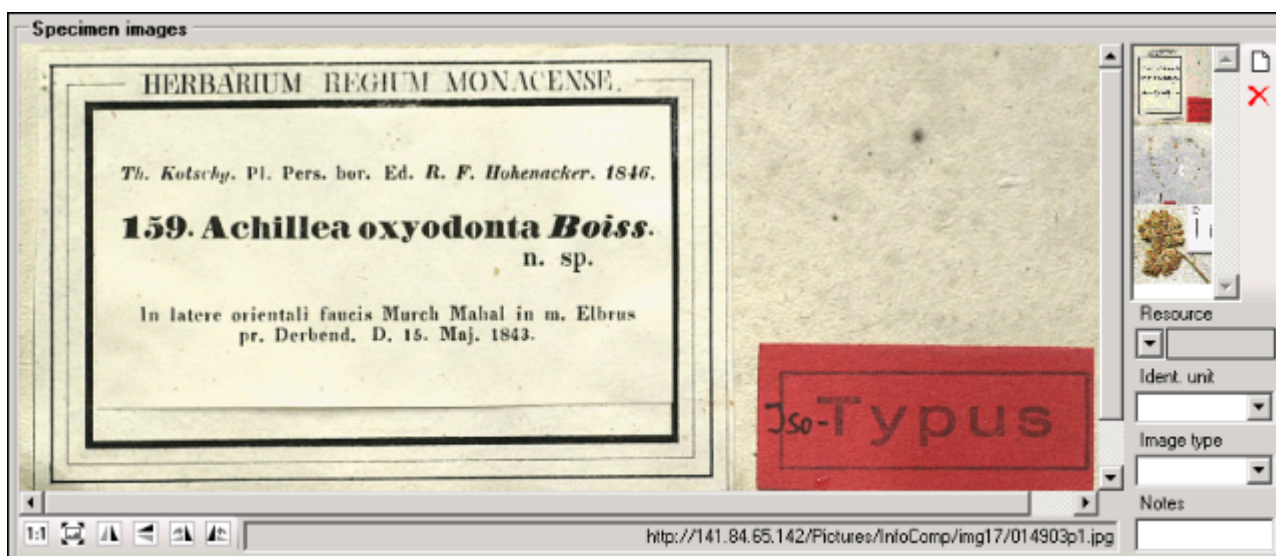 Specimen images
HERBARIUM REGIUM MONACENSE.
Th. Kotschy. Pl. Pers. bor. Ed. R. F. Hohenacker. 1846.
159. Achillea oxyodonta Boiss.
n. sp.
In latere orientali faucis Murch Mahal in m. Elbrus
pr. Derbend. D. 15. Maj. 1843.
Iso-Typus
Resource
Ident. unit
Image type
Notes
1:1
http://141.84.65.142/Pictures/InfoComp/img17/014903p1.jpg